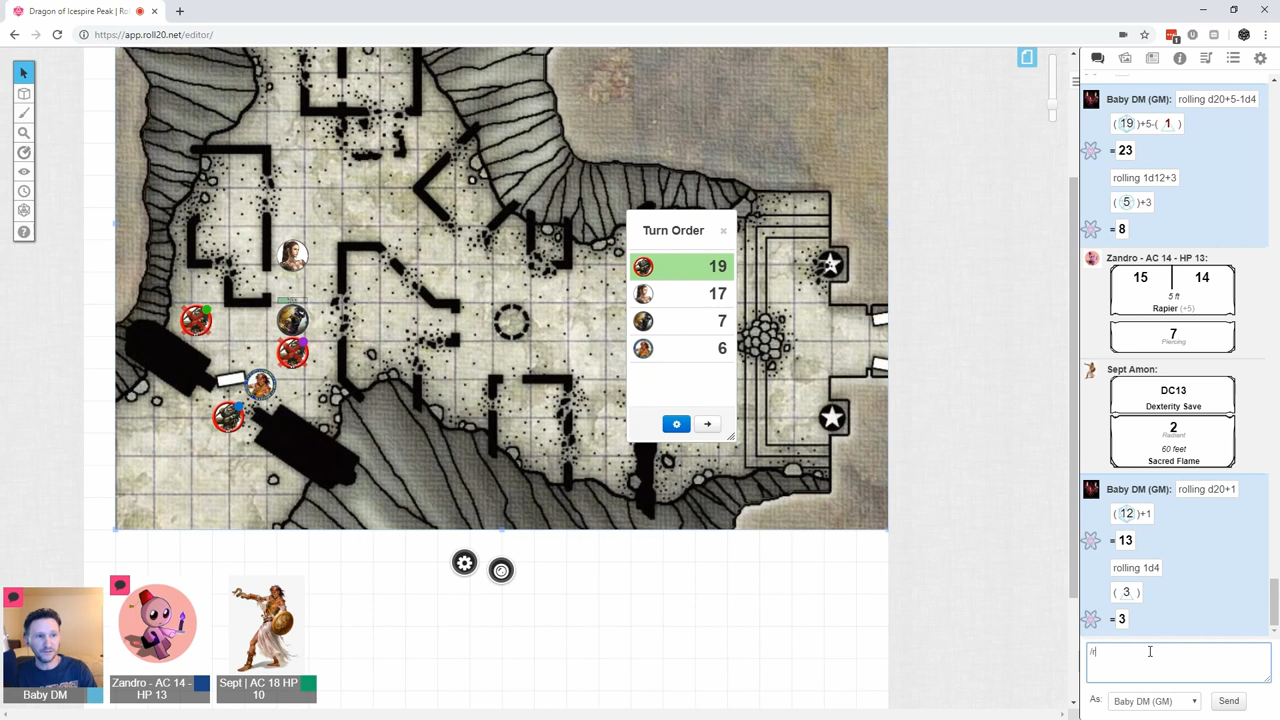 Dragon of Icespire Peak | Ro
https://app.roll20.net/editor/
1
Turn Order
19
17
7
6
Baby DM (GM): rolling d20+5-1d4
(19)+5-(1)
=23
rolling 1d12+3
(5)+3
=8
Zandro - AC 14 - HP 13:
15 | 14
5 ft
Rapier (+5)
7
Piercing
Sept Amon:
DC13
Dexterity Save
2
Radiant
60 feet
Sacred Flame
Baby DM (GM): rolling d20+1
(12)+1
=13
rolling 1d4
(3)
=3
/r
As: Baby DM (GM)
Send
Baby DM
Zandro - AC 14 -
HP 13
Sept | AC 18 HP
10